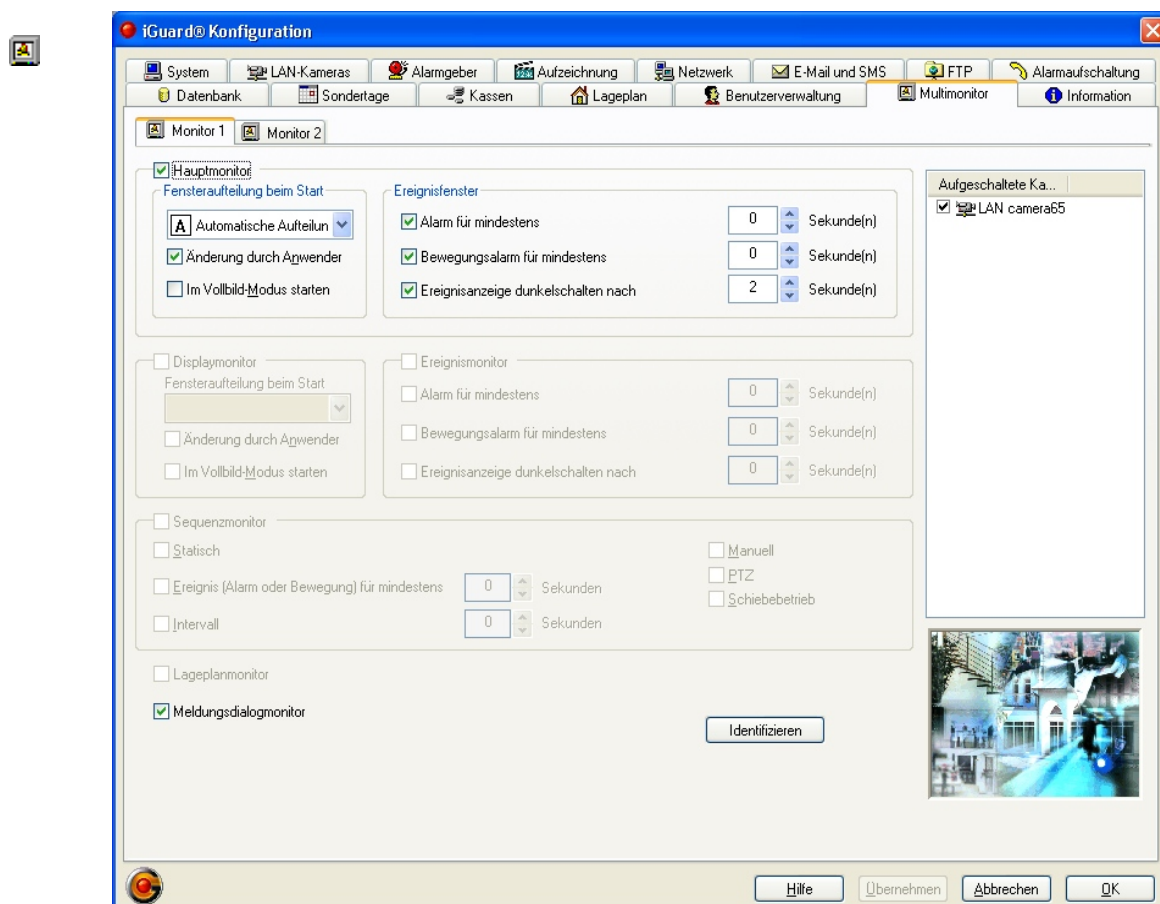 iGuard® Konfiguration
System LAN-Kameras Alarmgeber Aufzeichnung Netzwerk E-Mail und SMS FTP Alarmaufschaltung
Datenbank Sondertage Kassen Lageplan Benutzerverwaltung Multimonitor Information
Monitor 1 Monitor 2
Hauptmonitor
Fensteraufteilung beim Start
A Automatische Aufteilun
Änderung durch Anwender
Im Vollbild-Modus starten
Ereignisfenster
Alarm für mindestens 0 Sekunde(n)
Bewegungsalarm für mindestens 0 Sekunde(n)
Ereignisanzeige dunkelschalten nach 2 Sekunde(n)
Aufgeschaltete Ka...
LAN camera65
Displaymonitor
Fensteraufteilung beim Start
Änderung durch Anwender
Im Vollbild-Modus starten
Ereignismonitor
Alarm für mindestens 0 Sekunde(n)
Bewegungsalarm für mindestens 0 Sekunde(n)
Ereignisanzeige dunkelschalten nach 0 Sekunde(n)
Sequenzmonitor
Statisch
Ereignis (Alarm oder Bewegung) für mindestens 0 Sekunden
Intervall 0 Sekunden
Manuell
PTZ
Schiebebetrieb
Lageplanmonitor
Meldungsdialogmonitor
Identifizieren
Hilfe Übernehmen Abbrechen OK